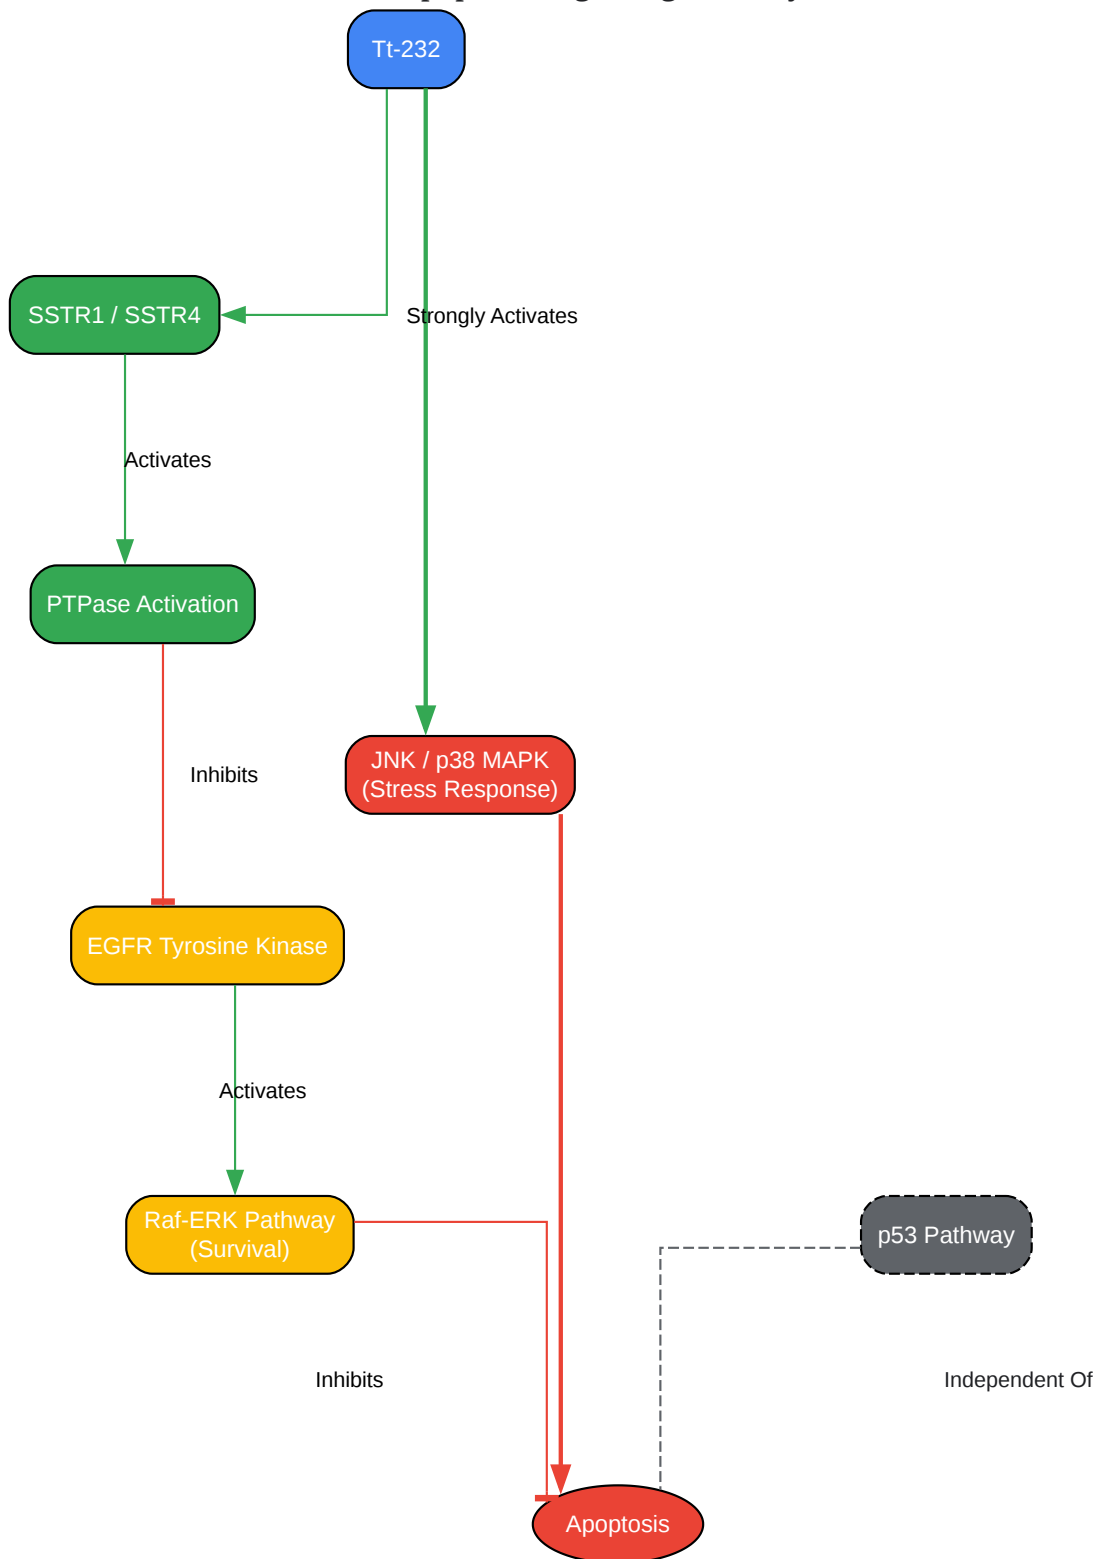 Tt-232
SSTR1 / SSTR4
Strongly Activates
Activates
PTPase Activation
JNK / p38 MAPK
(Stress Response)
Inhibits
EGFR Tyrosine Kinase
Activates
Raf-ERK Pathway
(Survival)
p53 Pathway
Inhibits
Independent Of
Apoptosis